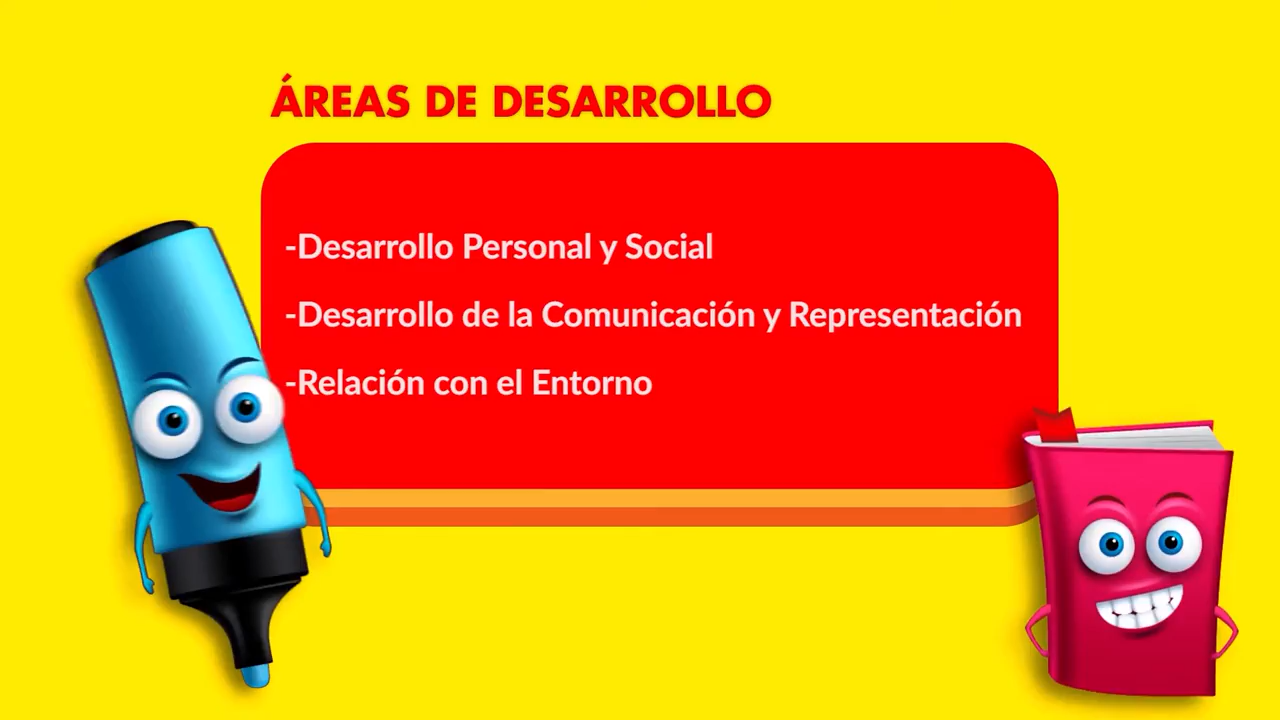 ÁREAS DE DESARROLLO
-Desarrollo Personal y Social
-Desarrollo de la Comunicación y Representación
-Relación con el Entorno